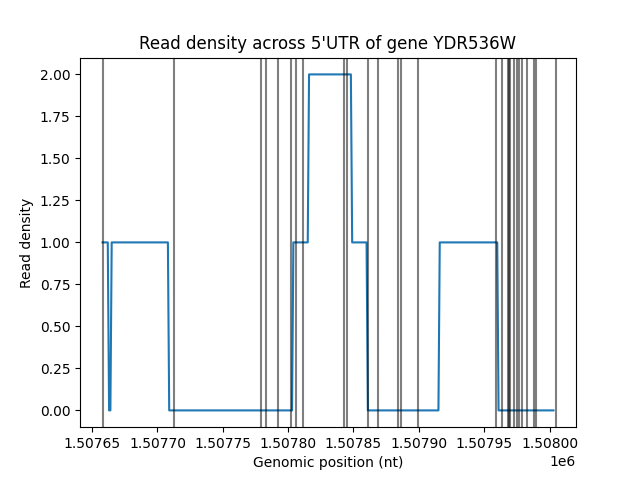 Read density across 5'UTR of gene YDR536W
Read density
2.00
1.75
1.50
1.25
1.00
0.75
0.50
0.25
0.00
1.50765 1.50770 1.50775 1.50780 1.50785 1.50790 1.50795 1.50800
1e6
Genomic position (nt)